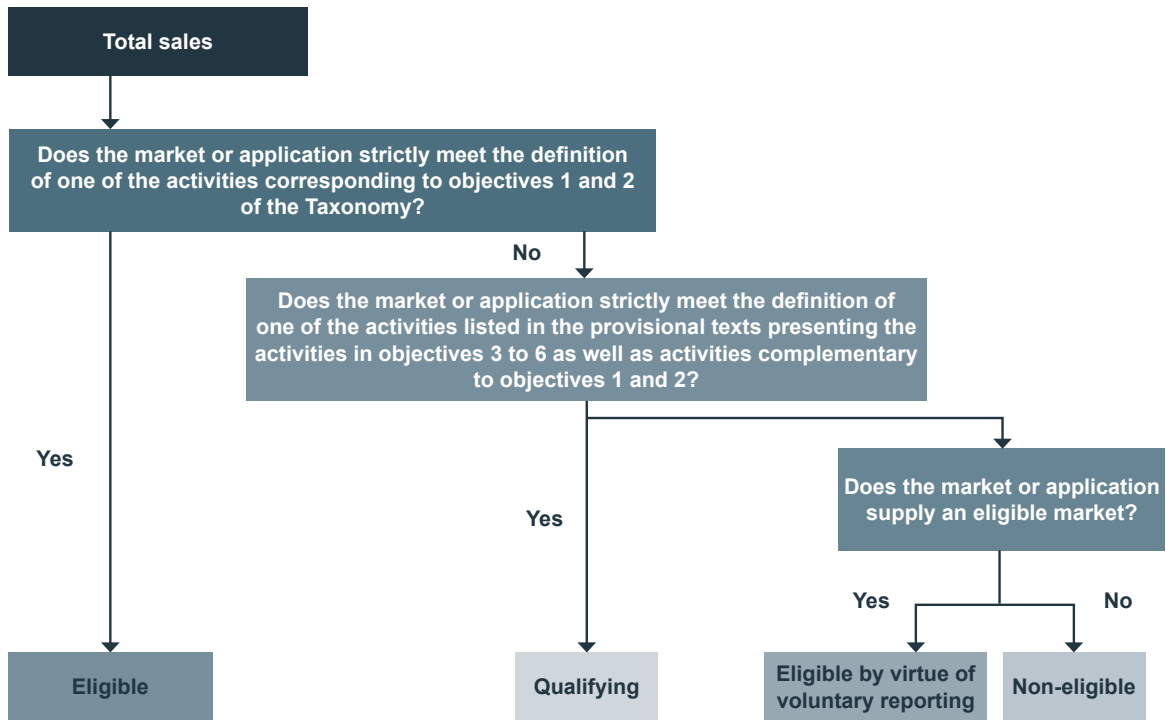 Total sales
Does the market or application strictly meet the definition
of one of the activities corresponding to objectives 1 and 2
of the Taxonomy?
No
Does the market or application strictly meet the definition of
one of the activities listed in the provisional texts presenting the
activities in objectives 3 to 6 as well as activities complementary
to objectives 1 and 2?
Yes
Yes
Does the market or application
supply an eligible market?
Yes
No
Eligible
Qualifying
Eligible by virtue of
voluntary reporting
Non-eligible